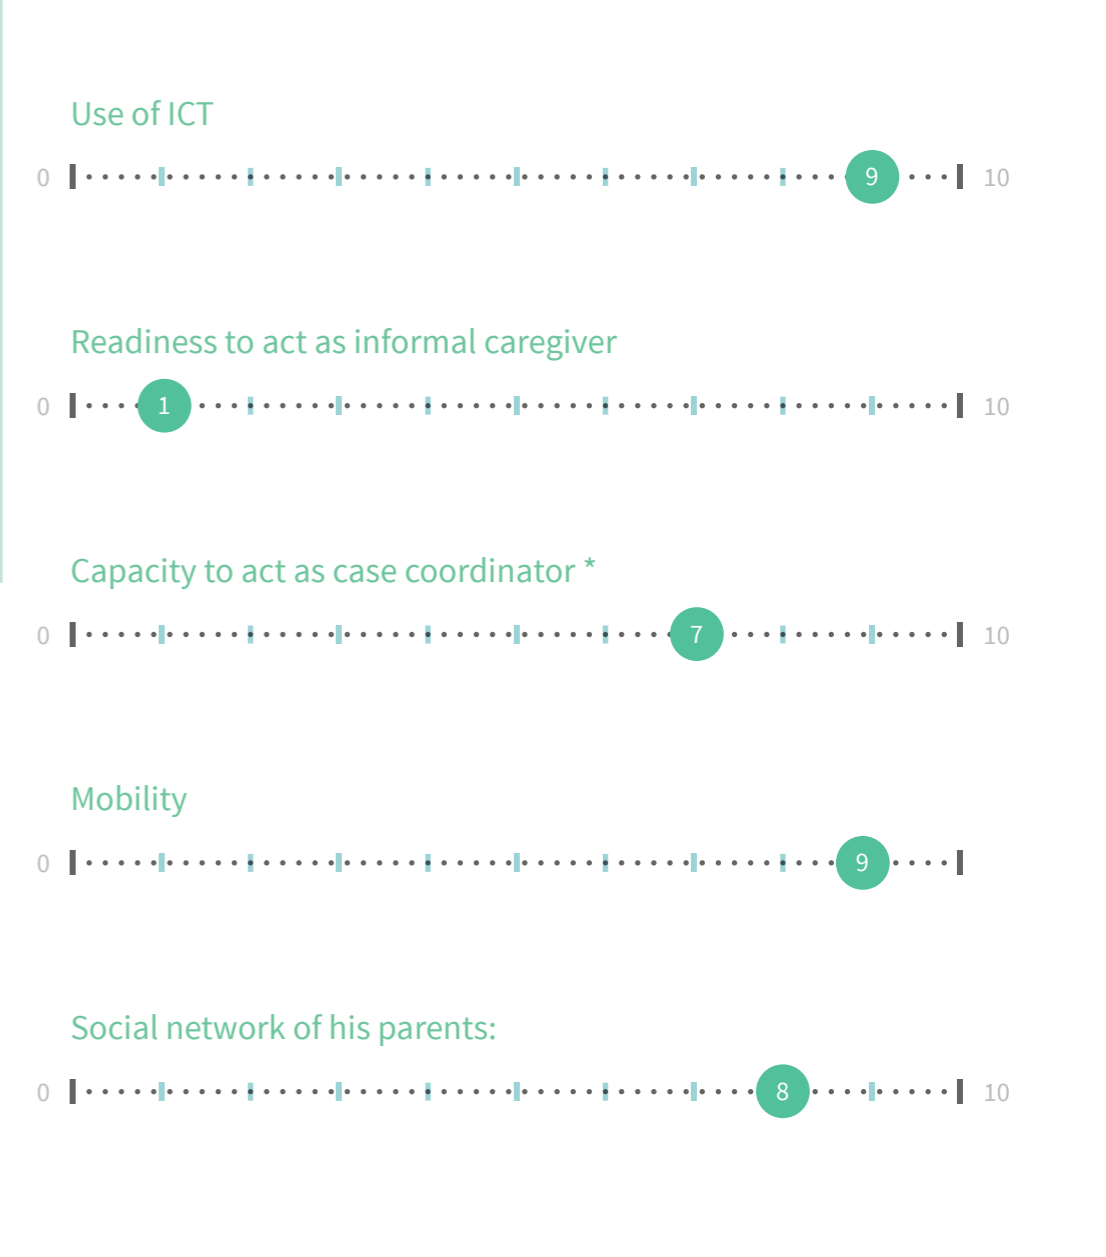 Use of ICT
0 9 10
Readiness to act as informal caregiver
0 1 10
Capacity to act as case coordinator *
0 7 10
Mobility
0 9
Social network of his parents:
0 8 10